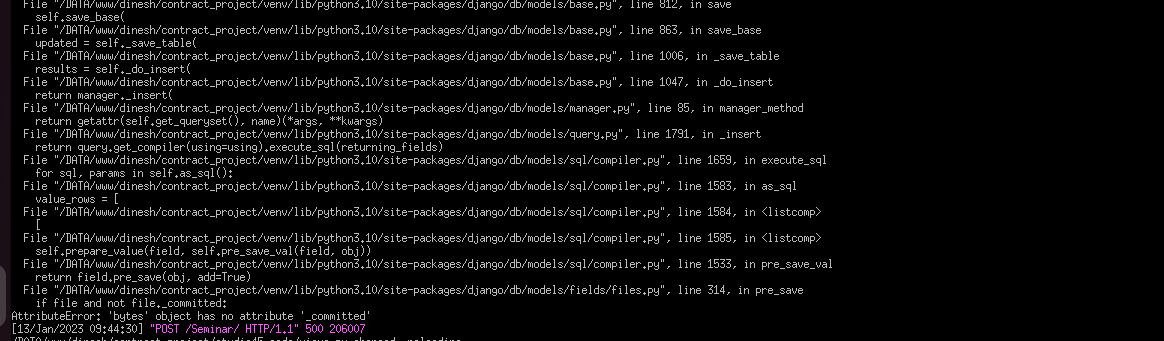 File "/DATA/www/dinesh/contract_project/venv/lib/python3.10/site-packages/django/db/models/base.py", line 812, in save
self.save_base(
File "/DATA/www/dinesh/contract_project/venv/lib/python3.10/site-packages/django/db/models/base.py", line 863, in save_base
updated = self._save_table(
File "/DATA/www/dinesh/contract_project/venv/lib/python3.10/site-packages/django/db/models/base.py", line 1006, in _save_table
results = self._do_insert(
File "/DATA/www/dinesh/contract_project/venv/lib/python3.10/site-packages/django/db/models/base.py", line 1047, in _do_insert
return manager._insert(
File "/DATA/www/dinesh/contract_project/venv/lib/python3.10/site-packages/django/db/models/manager.py", line 85, in manager_method
return getattr(self.get_queryset(), name)(*args, **kwargs)
File "/DATA/www/dinesh/contract_project/venv/lib/python3.10/site-packages/django/db/models/query.py", line 1791, in _insert
return query.get_compiler(using=using).execute_sql(returning_fields)
File "/DATA/www/dinesh/contract_project/venv/lib/python3.10/site-packages/django/db/models/sql/compiler.py", line 1659, in execute_sql
for sql, params in self.as_sql():
File "/DATA/www/dinesh/contract_project/venv/lib/python3.10/site-packages/django/db/models/sql/compiler.py", line 1583, in as_sql
value_rows = [
File "/DATA/www/dinesh/contract_project/venv/lib/python3.10/site-packages/django/db/models/sql/compiler.py", line 1584, in <listcomp>
[
File "/DATA/www/dinesh/contract_project/venv/lib/python3.10/site-packages/django/db/models/sql/compiler.py", line 1585, in <listcomp>
self.prepare_value(field, self.pre_save_val(field, obj))
File "/DATA/www/dinesh/contract_project/venv/lib/python3.10/site-packages/django/db/models/sql/compiler.py", line 1533, in pre_save_val
return field.pre_save(obj, add=True)
File "/DATA/www/dinesh/contract_project/venv/lib/python3.10/site-packages/django/db/models/fields/files.py", line 314, in pre_save
if file and not file._committed:
AttributeError: 'bytes' object has no attribute '_committed'
[13/Jan/2023 09:44:30] "POST /Seminar/ HTTP/1.1" 500 206007